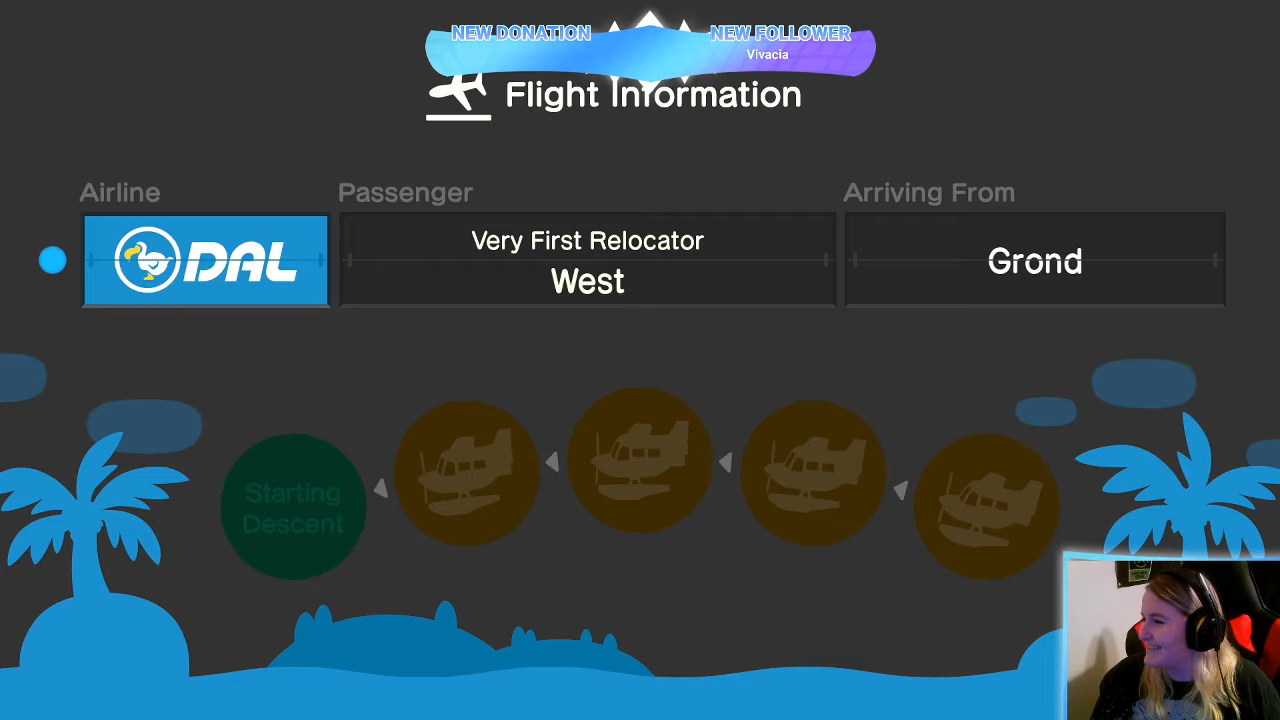 NEW DONATION
NEW FOLLOWER
Vivacia
Flight Information
Airline
Passenger
Arriving From
DAL
Very First Relocator
West
Grond
Starting
Descent